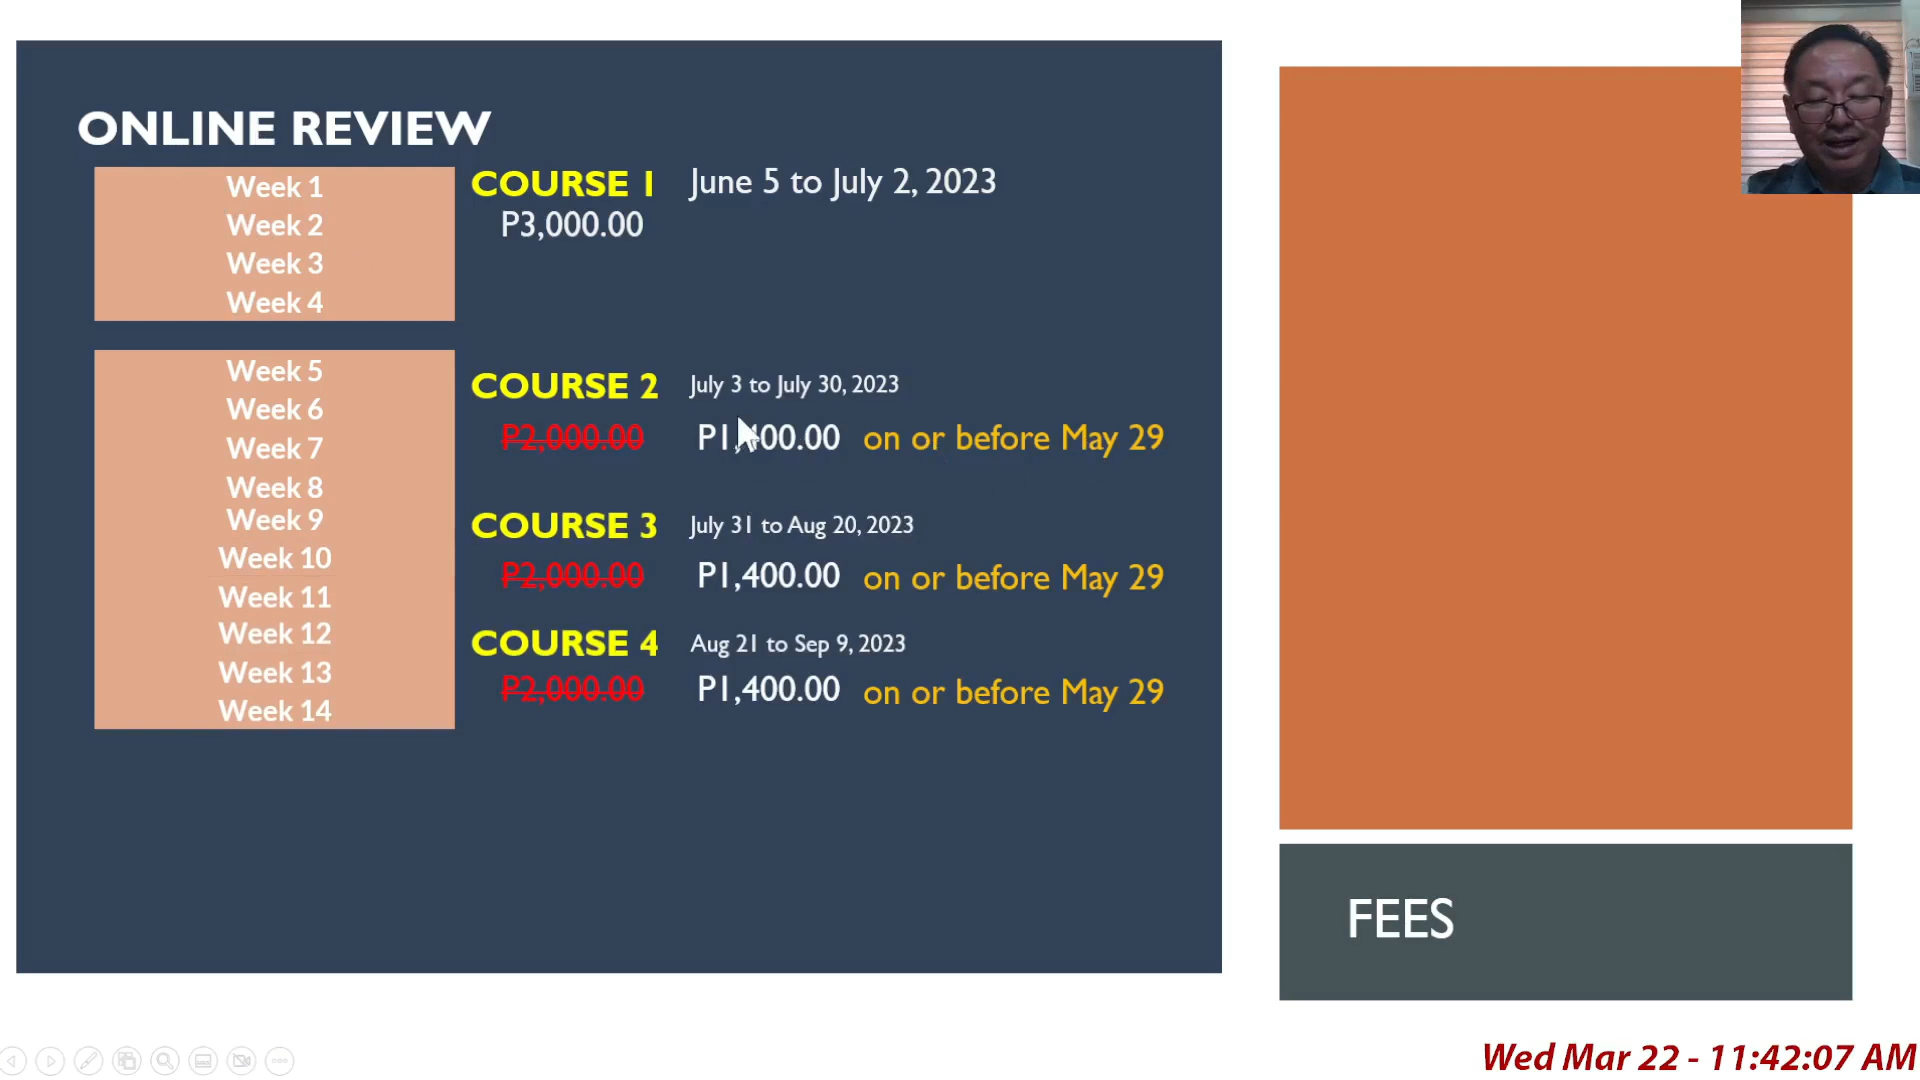 ONLINE REVIEW
Week 1
Week 2
Week 3
Week 4
COURSE 1 June 5 to July 2, 2023
P3,000.00
Week 5
Week 6
Week 7
Week 8
Week 9
Week 10
Week 11
Week 12
Week 13
Week 14
COURSE 2 July 3 to July 30, 2023
P2,000.00 P1,400.00 on or before May 29
COURSE 3 July 31 to Aug 20, 2023
P2,000.00 P1,400.00 on or before May 29
COURSE 4 Aug 21 to Sep 9, 2023
P2,000.00 P1,400.00 on or before May 29
FEES
Wed Mar 22 - 11:42:07 AM